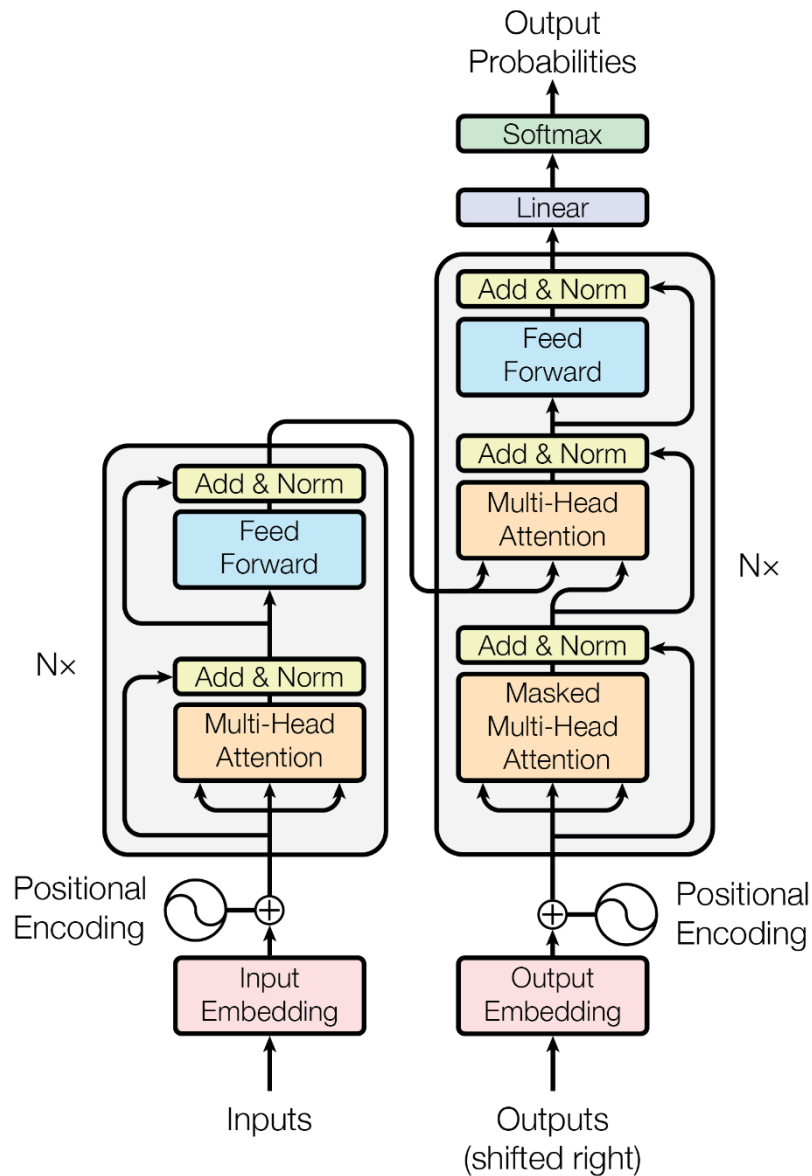 Output
Probabilities
Softmax
Linear
Add & Norm
Feed
Forward
Add & Norm
Multi-Head
Attention
Add & Norm
Masked
Multi-Head
Attention
Nx
Add & Norm
Feed
Forward
Add & Norm
Multi-Head
Attention
Nx
Positional
Encoding
Positional
Encoding
Input
Embedding
Output
Embedding
Inputs
Outputs
(shifted right)